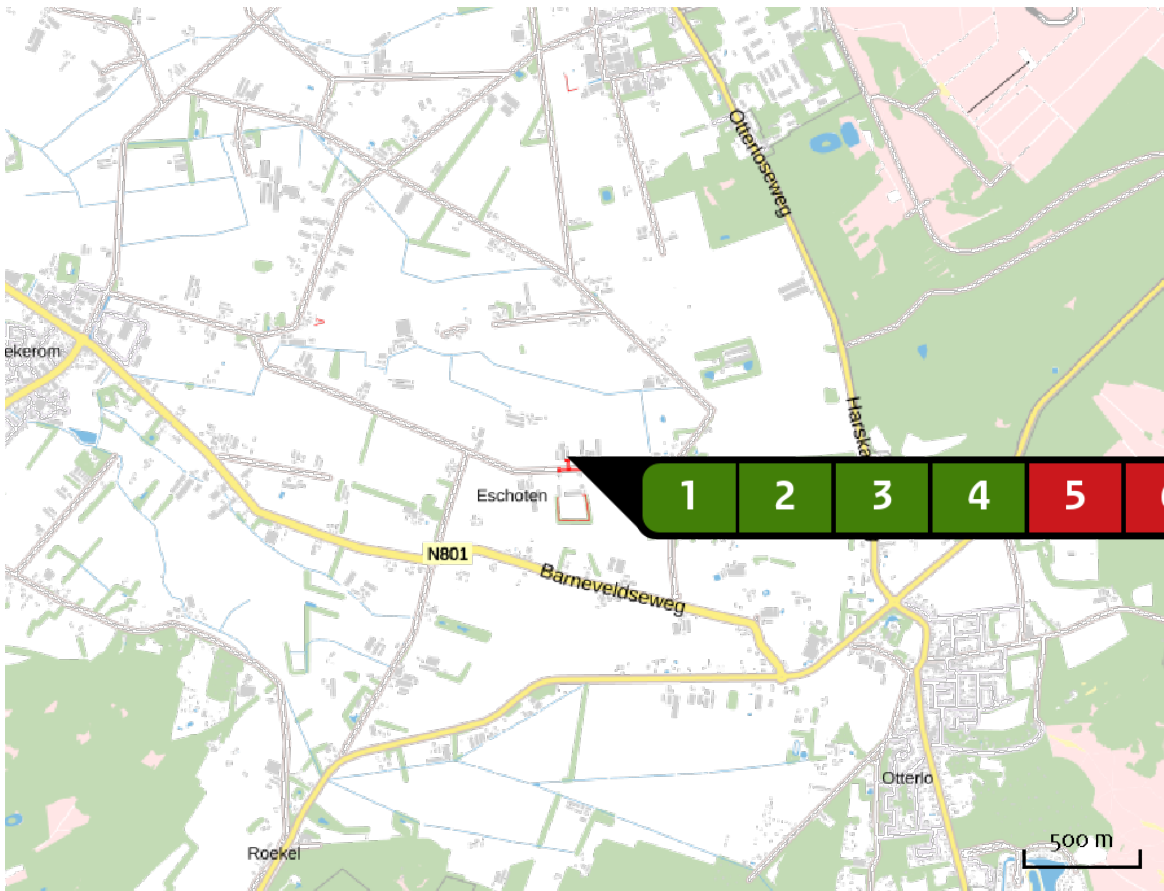 Otterloseweg
ekerom
Harska
1 2 3 4 5
Eschoten
N801
Barneveldseweg
Otterlo
500 m
Roekel